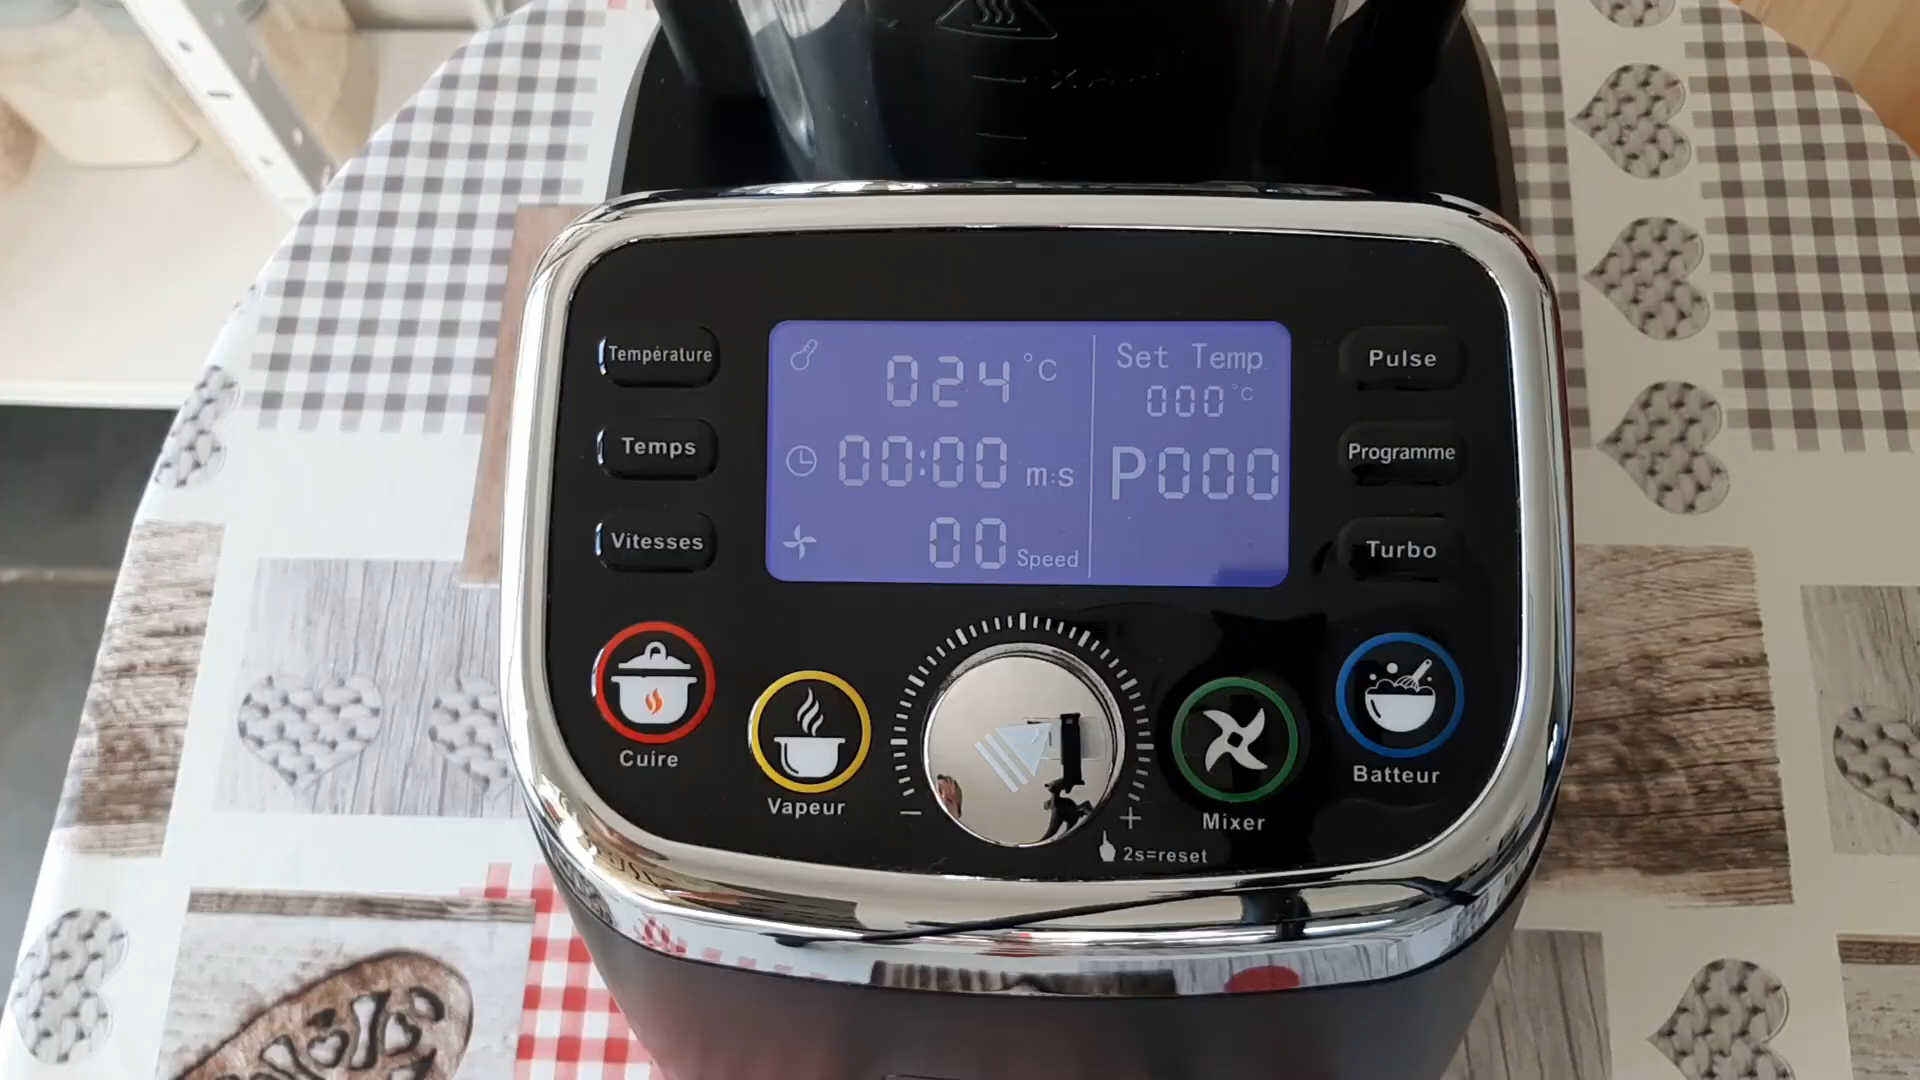 Température
Temps
Vitesses
024 °C
00:00 m:s
00 Speed
Set Temp
000 °C
P000
Pulse
Programme
Turbo
Cuire
Vapeur
Mixer
Batteur
− +
2s=reset